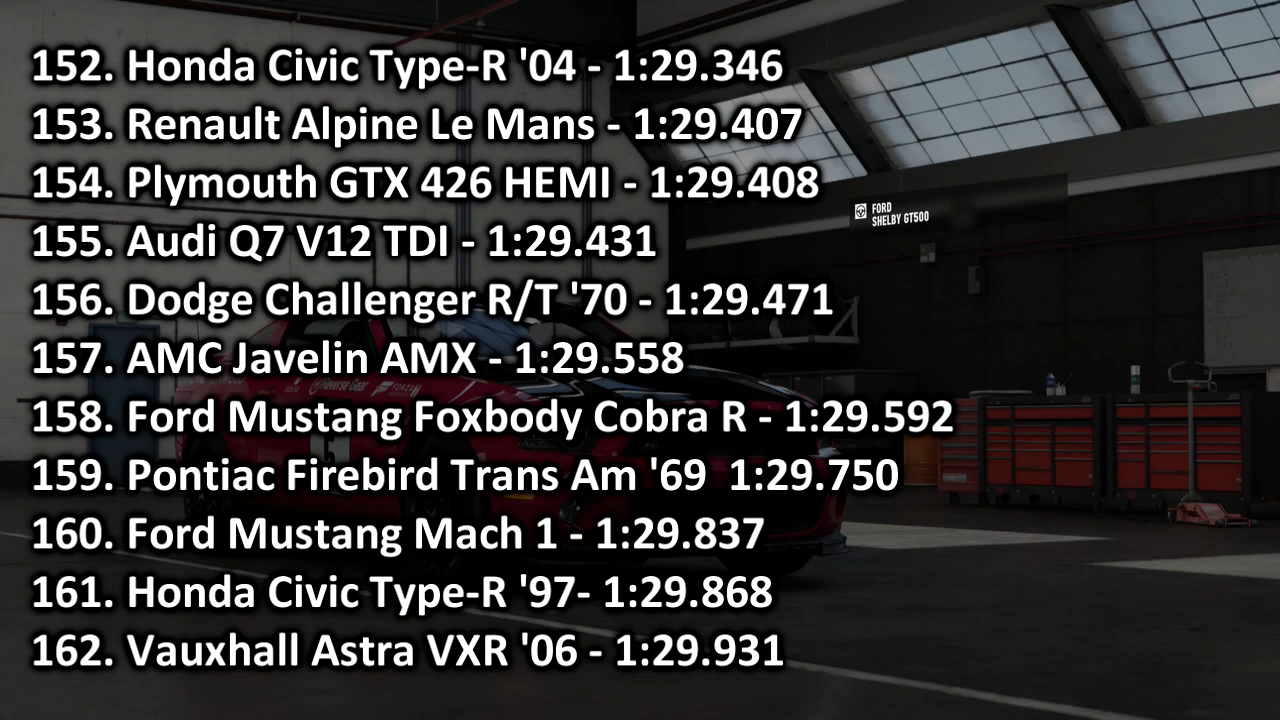 152. Honda Civic Type-R '04 - 1:29.346
153. Renault Alpine Le Mans - 1:29.407
154. Plymouth GTX 426 HEMI - 1:29.408
FORD
SHELBY GT500
155. Audi Q7 V12 TDI - 1:29.431
156. Dodge Challenger R/T '70 - 1:29.471
157. AMC Javelin AMX - 1:29.558
158. Ford Mustang Foxbody Cobra R - 1:29.592
159. Pontiac Firebird Trans Am '69  1:29.750
160. Ford Mustang Mach 1 - 1:29.837
161. Honda Civic Type-R '97- 1:29.868
162. Vauxhall Astra VXR '06 - 1:29.931